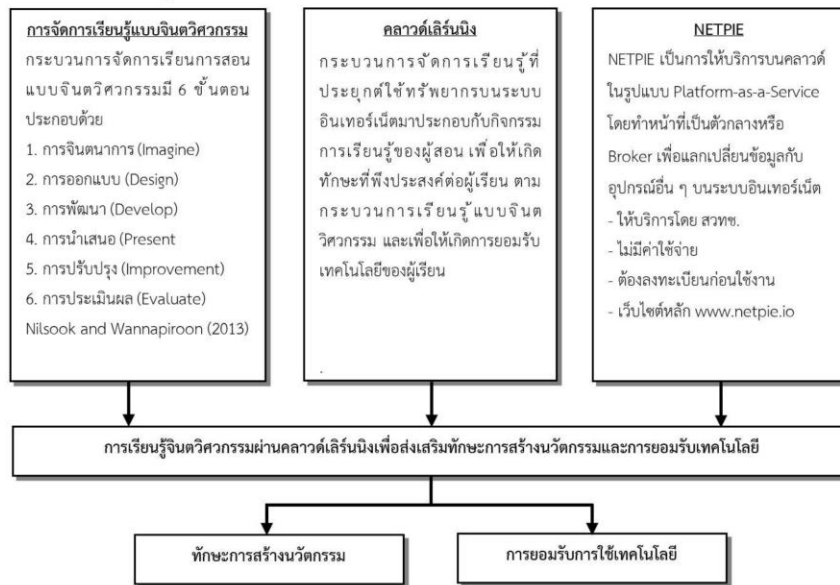 การจัดการเรียนรู้แบบจินตวิศวกรรม
กระบวนการจัดเรียนการสอน
แบบจินตวิศวกรรมมี 6 ขั้นตอน
ประกอบด้วย
1. การจินตนาการ (Imagine)
2. การออกแบบ (Design)
3. การพัฒนา (Develop)
4. การนำเสนอ (Present
5. การปรับปรุง (Improvement)
6. การประเมินผล (Evaluate)
Nilsook and Wannapiroon (2013)
คลาวด์เลิร์นนิง
กระบวนการจัดการเรียนรู้ที่
ประยุกต์ใช้ทรัพยากรบนระบบ
อินเทอร์เน็ตมาประกอบกับกิจกรรม
การเรียนรู้ของผู้สอน เพื่อให้เกิด
ทักษะที่พึงประสงค์ต่อผู้เรียน ตาม
กระบวนการเรียนรู้แบบจินต
วิศวกรรม และเพื่อให้เกิดการยอมรับ
เทคโนโลยีของผู้เรียน
.
NETPIE
NETPIE เป็นการให้บริการบนคลาวด์
ในรูปแบบ Platform-as-a-Service
โดยทำหน้าที่เป็นตัวกลางหรือ
Broker เพื่อแลกเปลี่ยนข้อมูลกับ
อุปกรณ์อื่น ๆ บนระบบอินเทอร์เน็ต
- ให้บริการโดย สวทช.
- ไม่มีค่าใช้จ่าย
- ต้องลงทะเบียนก่อนใช้งาน
- เว็บไซต์หลัก www.netpie.io
การเรียนรู้จินตวิศวกรรมผ่านคลาวด์เลิร์นนิงเพื่อส่งเสริมทักษะการสร้างนวัตกรรมและการยอมรับเทคโนโลยี
ทักษะการสร้างนวัตกรรม
การยอมรับการใช้เทคโนโลยี